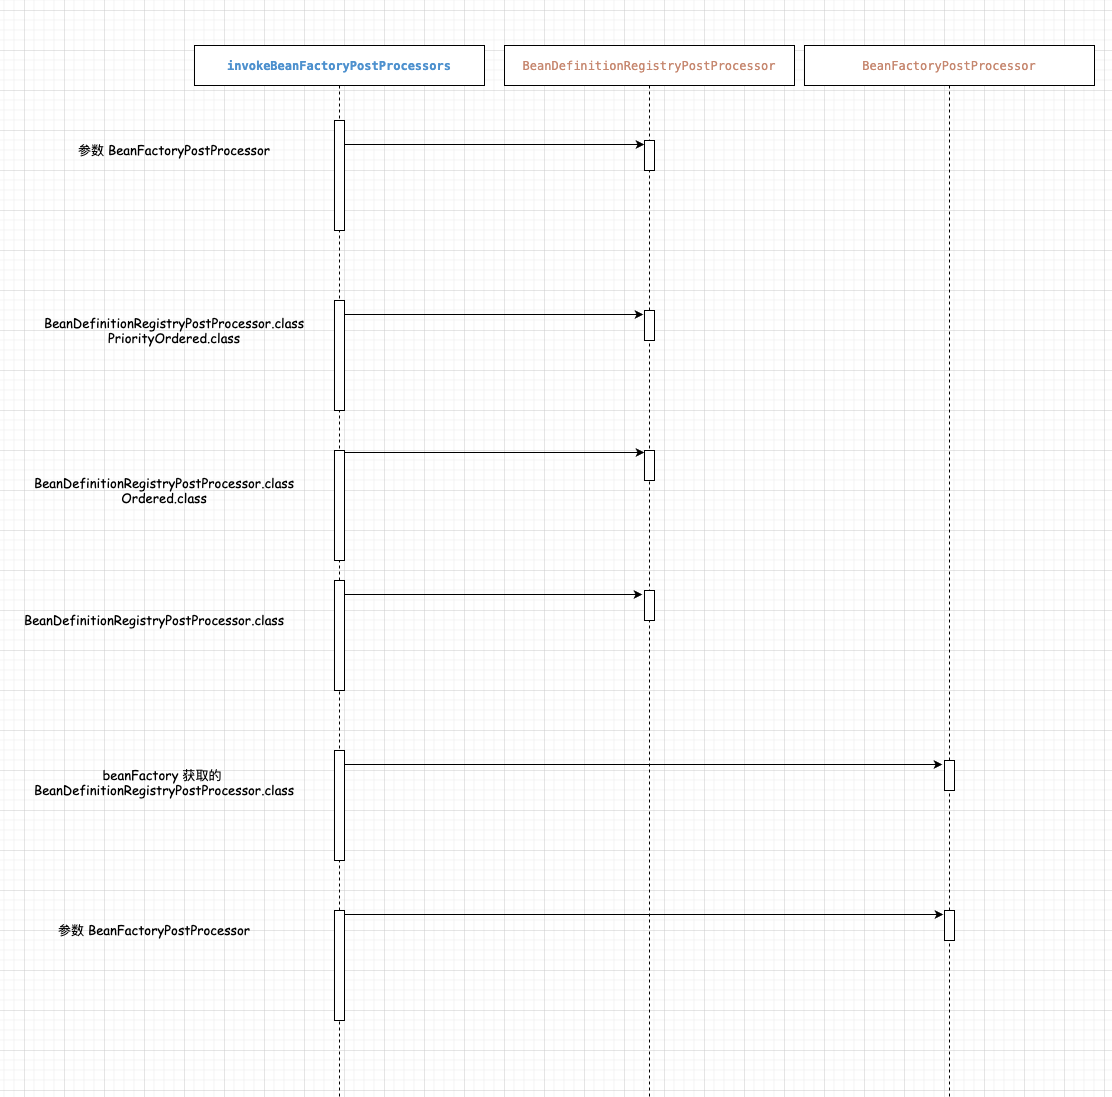 invokeBeanFactoryPostProcessors
BeanDefinitionRegistryPostProcessor
BeanFactoryPostProcessor
参数 BeanFactoryPostProcessor
BeanDefinitionRegistryPostProcessor.class
PriorityOrdered.class
BeanDefinitionRegistryPostProcessor.class
Ordered.class
BeanDefinitionRegistryPostProcessor.class
beanFactory 获取的
BeanDefinitionRegistryPostProcessor.class
参数 BeanFactoryPostProcessor